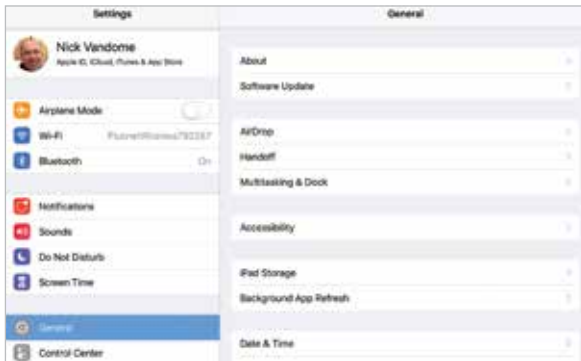 Settings
Nick Vandome
Apple ID, iCloud, iTunes & App Store
Airplane Mode
Wi-Fi
Bluetooth
On
Notifications
Sounds
Do Not Disturb
Screen Time
General
Control Center
General
About
Software Update
AirDrop
Handoff
Multitasking & Dock
Accessibility
iPad Storage
Background App Refresh
Date & Time